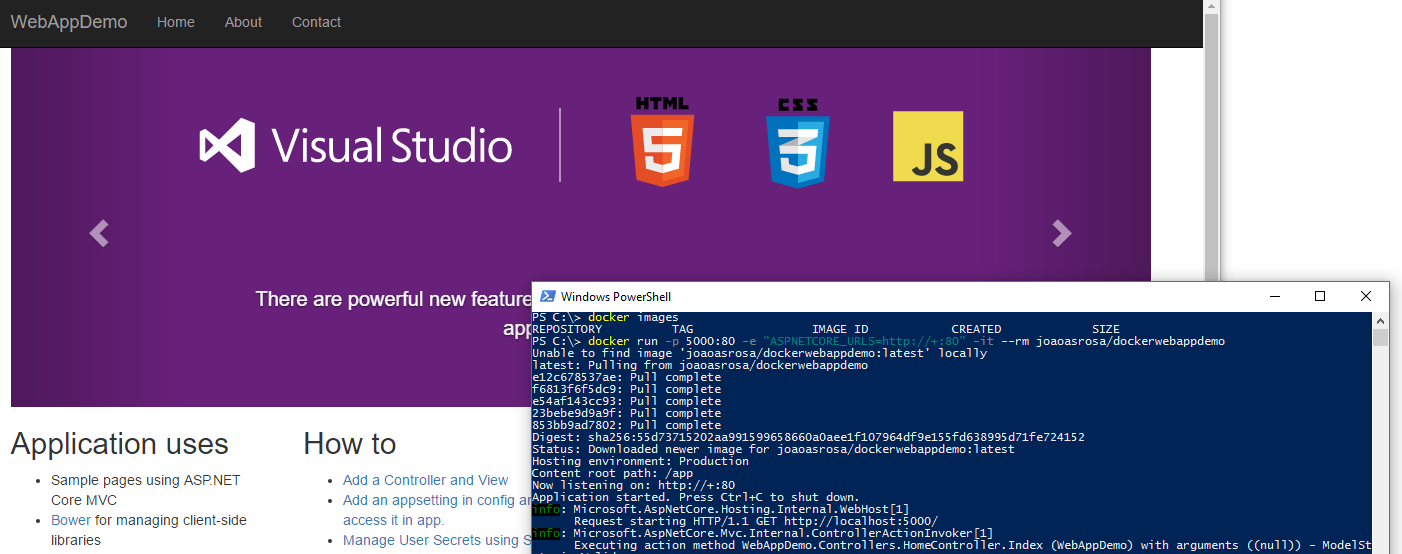 WebAppDemo Home About Contact
Visual Studio
HTML
5
CSS
3
JS
There are powerful new feature
app
Application uses
Sample pages using ASP.NET
Core MVC
Bower for managing client-side
libraries
How to
Add a Controller and View
Add an appsetting in config an
access it in app.
Manage User Secrets using S
Windows PowerShell
PS C:\> docker images
REPOSITORY TAG IMAGE ID CREATED SIZE
PS C:\> docker run -p 5000:80 -e "ASPNETCORE_URLS=http://+:80" -it --rm joaoasrosa/dockerwebappdemo
Unable to find image 'joaoasrosa/dockerwebappdemo:latest' locally
latest: Pulling from joaoasrosa/dockerwebappdemo
e12c678537ae: Pull complete
f6813f6f5dc9: Pull complete
e54af143cc93: Pull complete
23bebe9d9a9f: Pull complete
853bb9ad7802: Pull complete
Digest: sha256:55d73715202aa991599658660a0aee1f107964df9e155fd638995d71fe724152
Status: Downloaded newer image for joaoasrosa/dockerwebappdemo:latest
Hosting environment: Production
Content root path: /app
Now listening on: http://+:80
Application started. Press Ctrl+C to shut down.
info: Microsoft.AspNetCore.Hosting.Internal.WebHost[1]
Request starting HTTP/1.1 GET http://localhost:5000/
info: Microsoft.AspNetCore.Mvc.Internal.ControllerActionInvoker[1]
Executing action method WebAppDemo.Controllers.HomeController.Index (WebAppDemo) with arguments ((null)) - ModelSt